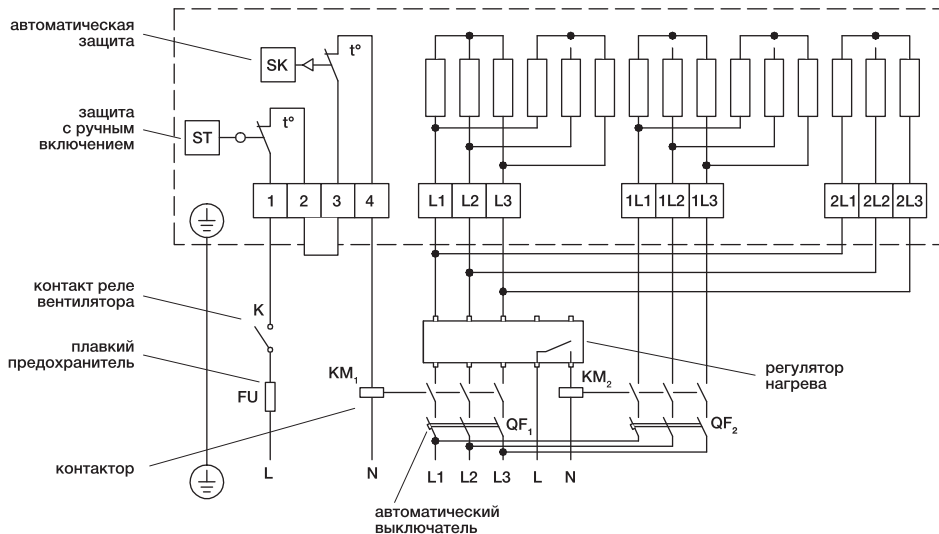 автоматическая
защита
SK
t°
защита
с ручным
включением
ST
t°
1 2 3 4
L1 L2 L3
1L1 1L2 1L3
2L1 2L2 2L3
контакт реле
вентилятора
K
плавкий
предохранитель
FU
KM1
KM2
регулятор
нагрева
QF1
QF2
контактор
L N L1 L2 L3 L N
автоматический
выключатель